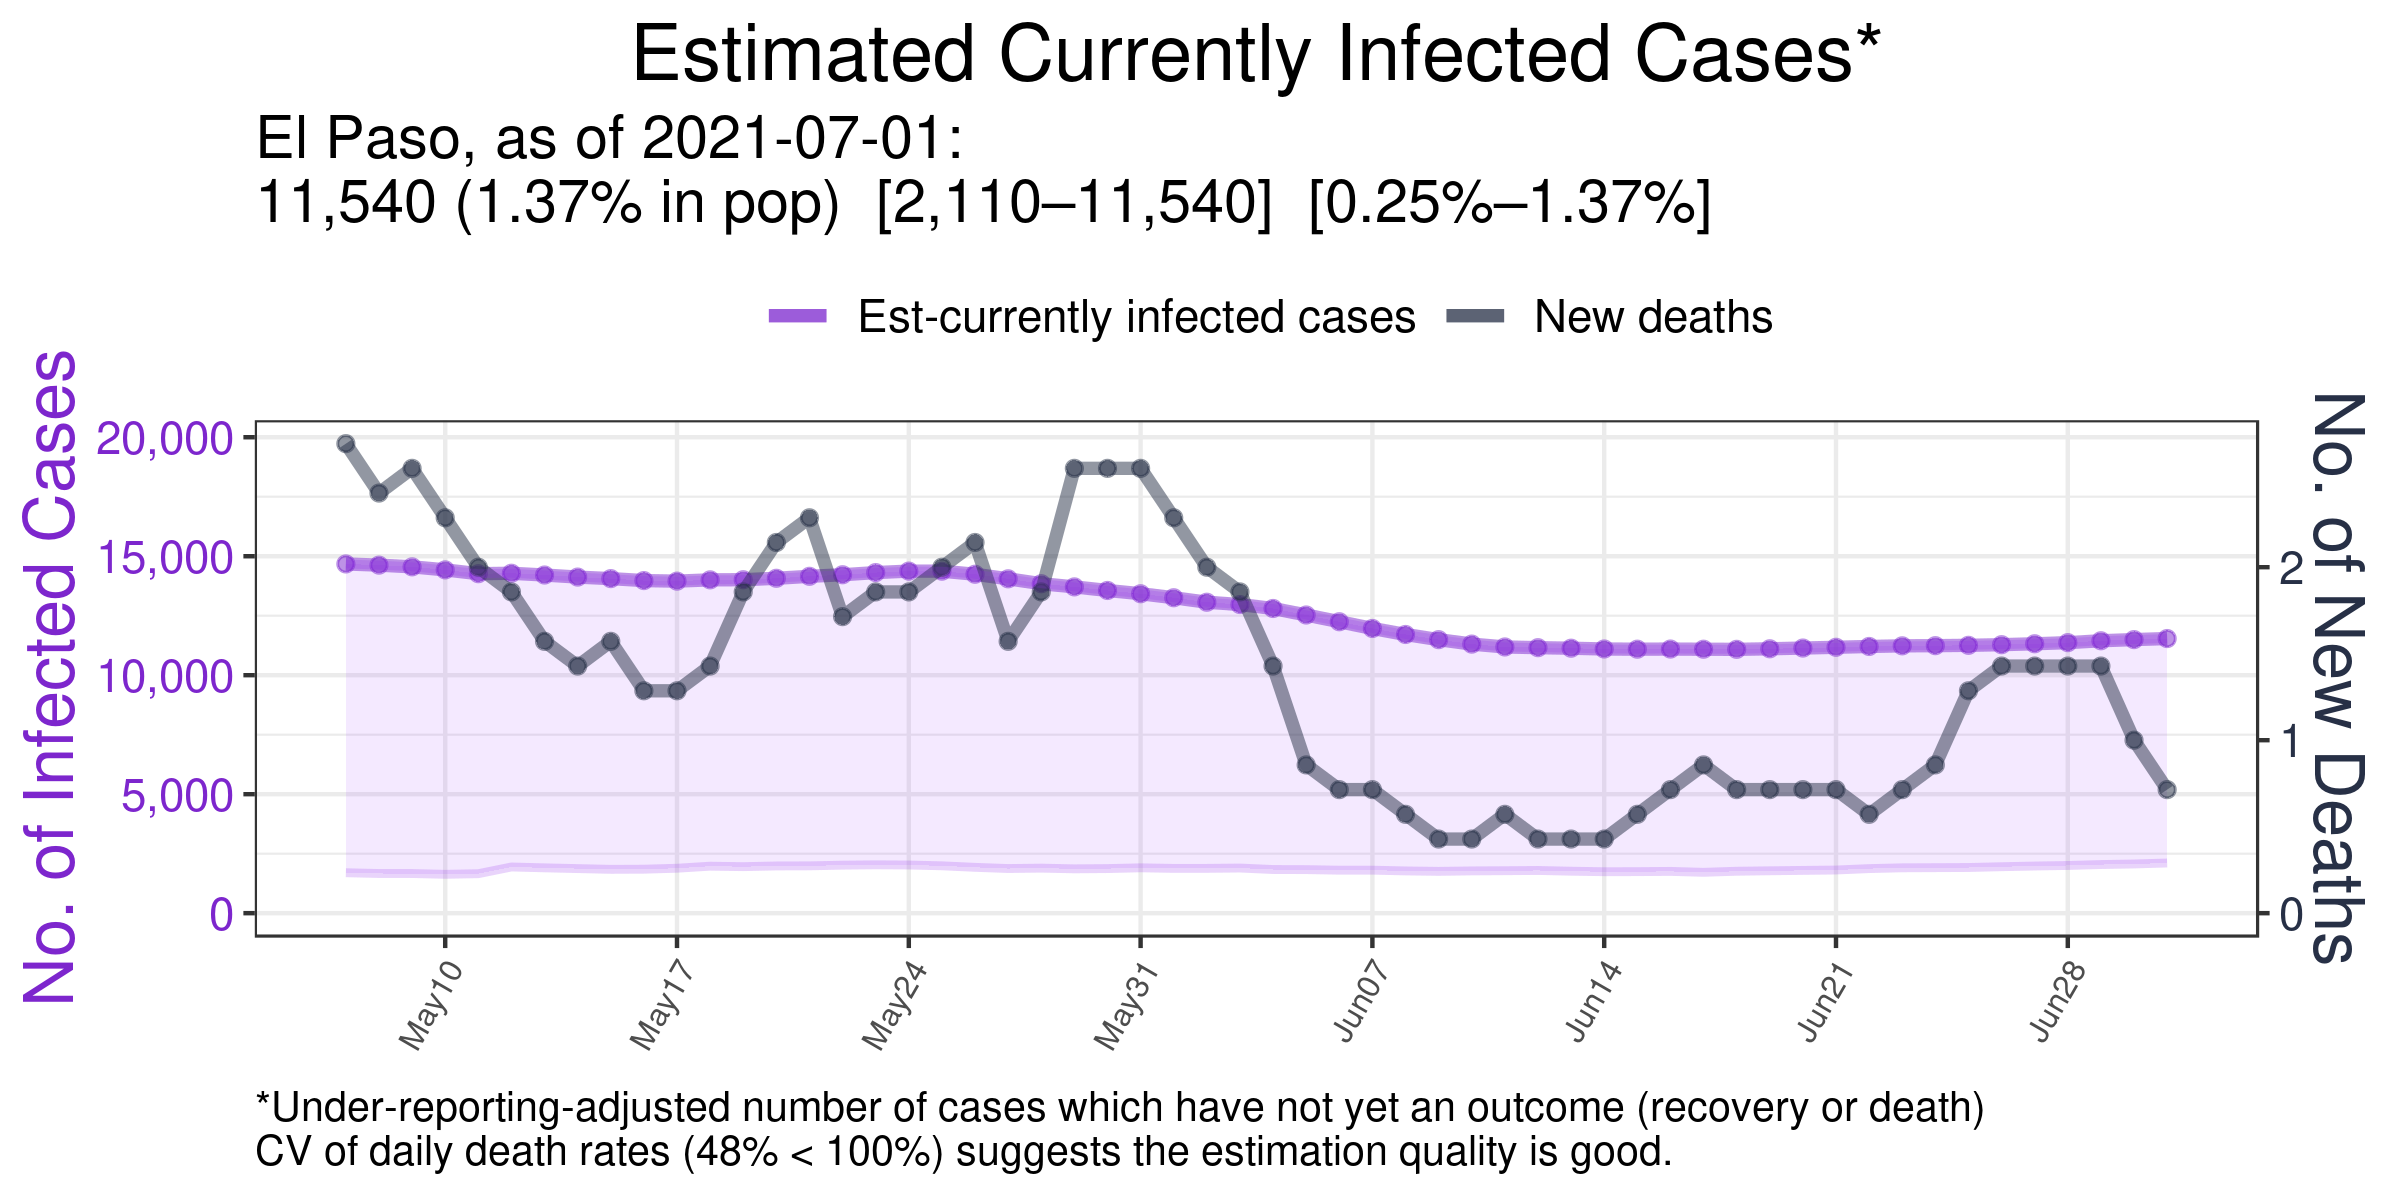 Estimated Currently Infected Cases*
El Paso, as of 2021-07-01:
11,540 (1.37% in pop)  [2,110–11,540]  [0.25%–1.37%]
Est-currently infected cases
New deaths
No. of Infected Cases
20,000
15,000
10,000
5,000
0
No. of New Deaths
2
1
0
May10
May17
May24
May31
Jun07
Jun14
Jun21
Jun28
*Under-reporting-adjusted number of cases which have not yet an outcome (recovery or death)
CV of daily death rates (48% < 100%) suggests the estimation quality is good.